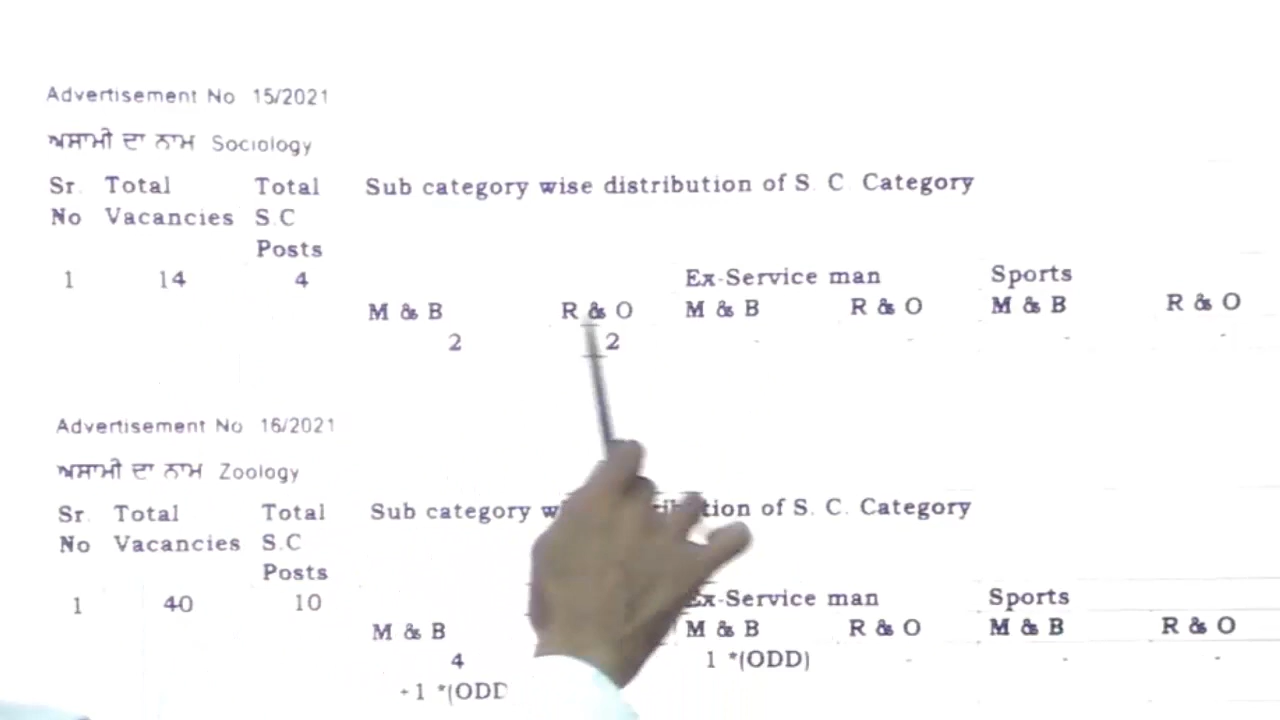 Advertisement No 15/2021
ਅਸਾਮੀ ਦਾ ਨਾਮ Sociology
Sr. Total Total Sub category wise distribution of S. C. Category
No Vacancies S.C
Posts
1 14 4 Ex-Service man Sports
M & B R & O M & B R & O M & B R & O
2 2 - - - -
Advertisement No 16/2021
ਅਸਾਮੀ ਦਾ ਨਾਮ Zoology
Sr. Total Total Sub category of S. C. Category
No Vacancies S.C
Posts
1 40 10 Ex-Service man Sports
M & B M & B R & O M & B R & O
4 1 *(ODD) - - -
+1 *(ODD